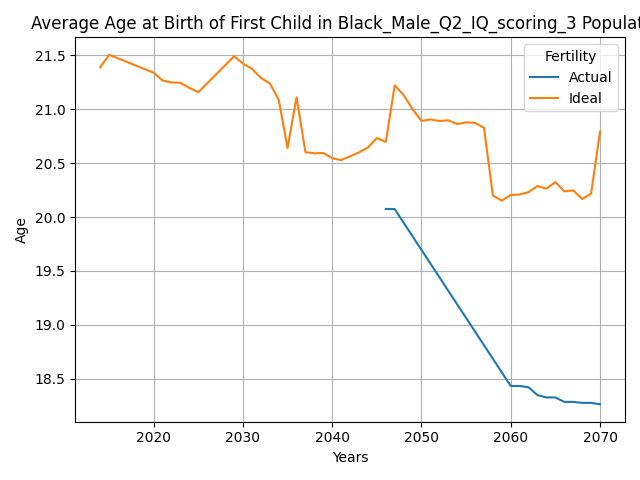 Average Age at Birth of First Child in Black_Male_Q2_IQ_scoring_3 Populat
Fertility
Actual
Ideal
21.5
21.0
20.5
20.0
19.5
19.0
18.5
Age
2020 2030 2040 2050 2060 2070
Years